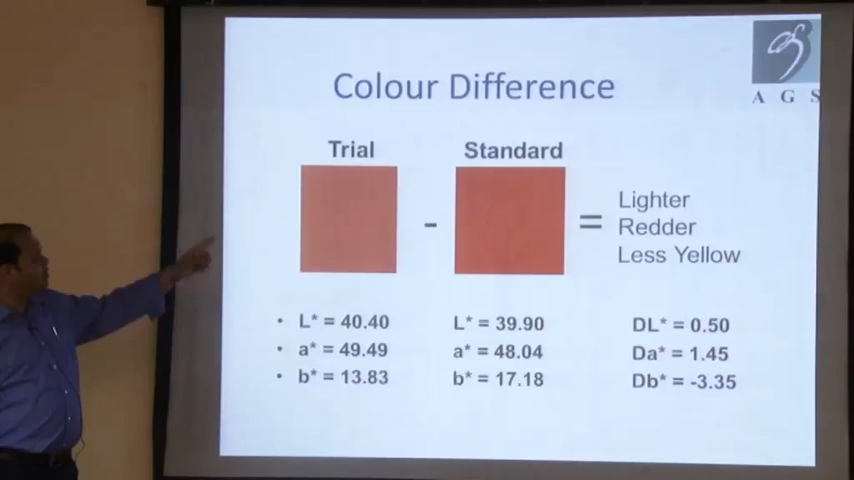 Colour Difference
A G S
Trial
Standard
-
=
Lighter
Redder
Less Yellow
• L* = 40.40
• a* = 49.49
• b* = 13.83
L* = 39.90
a* = 48.04
b* = 17.18
DL* = 0.50
Da* = 1.45
Db* = -3.35